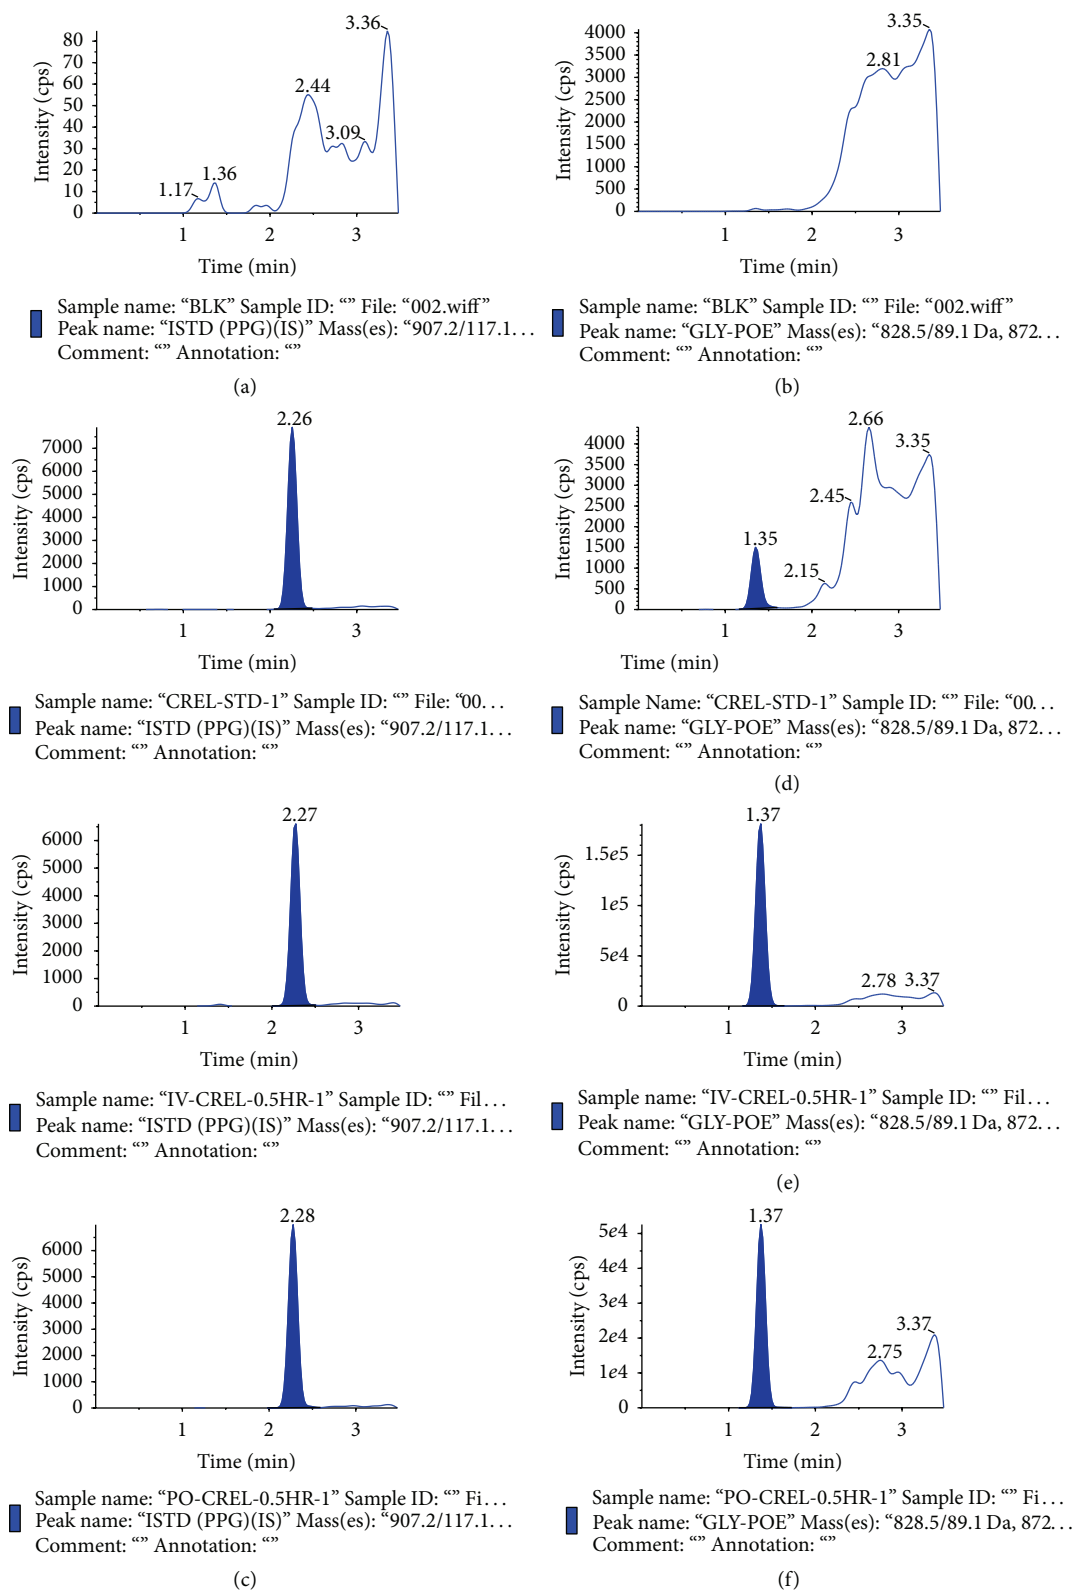 3.36
80
70
60
50
40
30
20
10
0
2.44
3.09
1.17
1.36
Intensity (cps)
1 2 3
Time (min)
Sample name: “BLK” Sample ID: “” File: “002.wiff”
Peak name: “ISTD (PPG)(IS)” Mass(es): “907.2/117.1...
Comment: “” Annotation: “”
(a)
3.35
4000
3500
3000
2500
2000
1500
1000
500
0
2.81
Intensity (cps)
1 2 3
Time (min)
Sample name: “BLK” Sample ID: “” File: “002.wiff”
Peak name: “GLY-POE” Mass(es): “828.5/89.1 Da, 872...
Comment: “” Annotation: “”
(b)
2.26
7000
6000
5000
4000
3000
2000
1000
0
Intensity (cps)
1 2 3
Time (min)
Sample name: “CREL-STD-1” Sample ID: “” File: “00...
Peak name: “ISTD (PPG)(IS)” Mass(es): “907.2/117.1...
Comment: “” Annotation: “”
2.66
4000
3500
3000
2500
2000
1500
1000
500
0
3.35
2.45
1.35
2.15
Intensity (cps)
1 2 3
Time (min)
Sample Name: “CREL-STD-1” Sample ID: “” File: “00...
Peak name: “GLY-POE” Mass(es): “828.5/89.1 Da, 872...
Comment: “” Annotation: “”
(d)
2.27
6000
5000
4000
3000
2000
1000
0
Intensity (cps)
1 2 3
Time (min)
Sample name: “IV-CREL-0.5HR-1” Sample ID: “” Fil...
Peak name: “ISTD (PPG)(IS)” Mass(es): “907.2/117.1...
Comment: “” Annotation: “”
1.37
1.5e5
1e5
5e4
0
2.78 3.37
Intensity (cps)
1 2 3
Time (min)
Sample name: “IV-CREL-0.5HR-1” Sample ID: “” Fil...
Peak name: “GLY-POE” Mass(es): “828.5/89.1 Da, 872...
Comment: “” Annotation: “”
(e)
2.28
6000
5000
4000
3000
2000
1000
0
Intensity (cps)
1 2 3
Time (min)
Sample name: “PO-CREL-0.5HR-1” Sample ID: “” Fi...
Peak name: “ISTD (PPG)(IS)” Mass(es): “907.2/117.1...
Comment: “” Annotation: “”
(c)
1.37
5e4
4e4
3e4
2e4
1e4
0
3.37
2.75
Intensity (cps)
1 2 3
Time (min)
Sample name: “PO-CREL-0.5HR-1” Sample ID: “” Fi...
Peak name: “GLY-POE” Mass(es): “828.5/89.1 Da, 872...
Comment: “” Annotation: “”
(f)